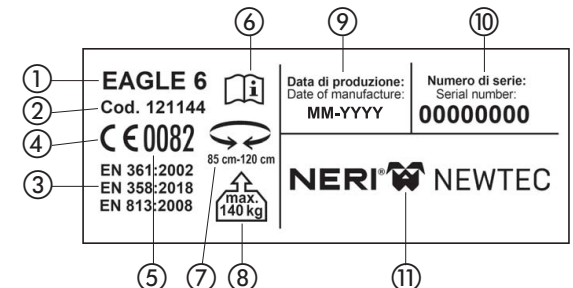 ⑥ ⑨ ⑩
① EAGLE 6
② Cod. 121144
④ CE 0082
③ EN 361:2002
EN 358:2018
EN 813:2008
85 cm-120 cm
max.
140 kg
Data di produzione:
Date of manufacture:
MM-YYYY
Numero di serie:
Serial number:
00000000
NERI® NEWTEC
⑤ ⑦ ⑧ ⑪